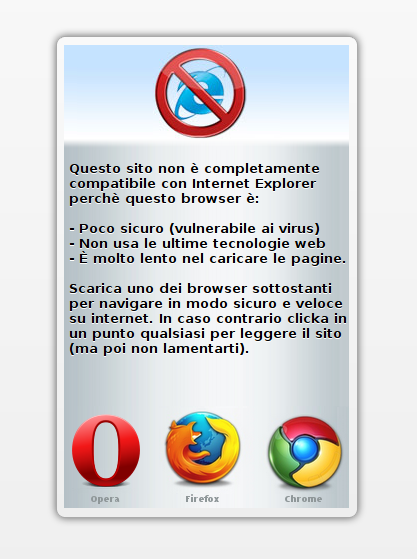 Questo sito non è completamente
compatibile con Internet Explorer
perchè questo browser è:
- Poco sicuro (vulnerabile ai virus)
- Non usa le ultime tecnologie web
- È molto lento nel caricare le pagine.
Scarica uno dei browser sottostanti
per navigare in modo sicuro e veloce
su internet. In caso contrario clicka in
un punto qualsiasi per leggere il sito
(ma poi non lamentarti).
Opera Firefox Chrome